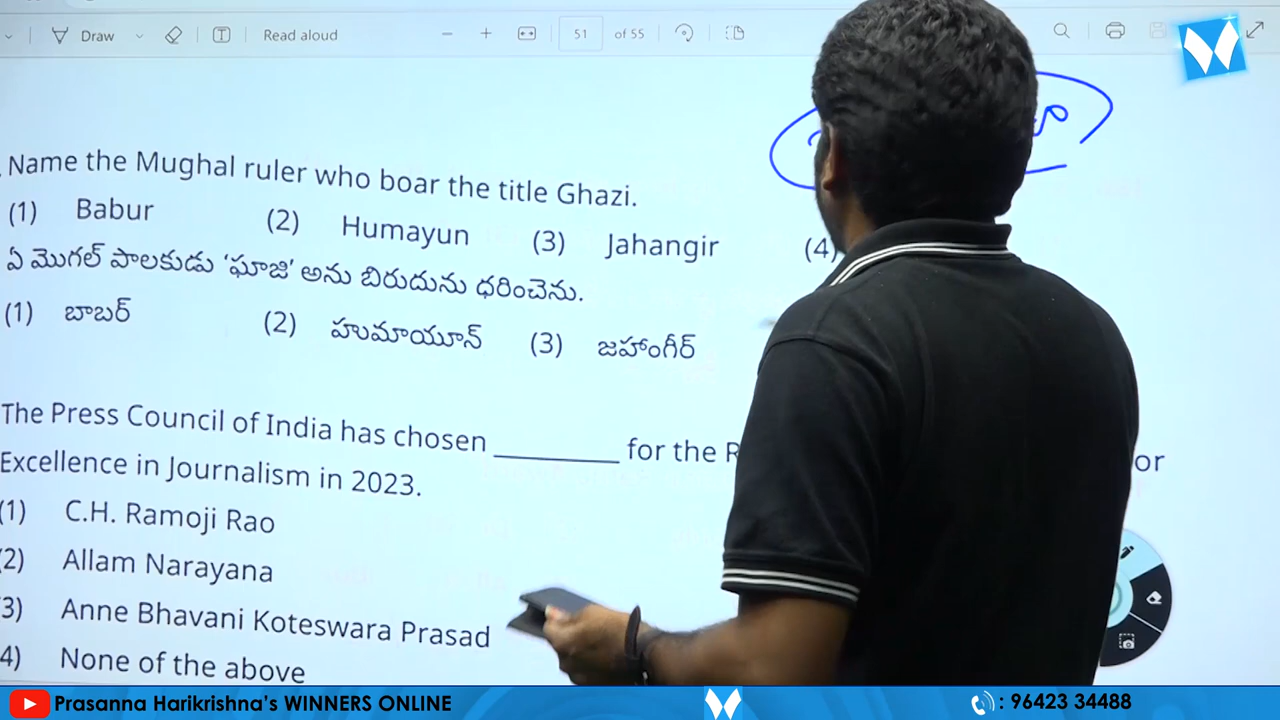 Draw
Read aloud
51 of 55
Name the Mughal ruler who boar the title Ghazi.
(1) Babur (2) Humayun (3) Jahangir (4)
ఏ మొగల్ పాలకుడు 'ఘాజి' అను బిరుదును ధరించెను.
(1) బాబర్ (2) హుమాయూన్ (3) జహాంగీర్
The Press Council of India has chosen ________ for the R
or
Excellence in Journalism in 2023.
(1) C.H. Ramoji Rao
(2) Allam Narayana
(3) Anne Bhavani Koteswara Prasad
(4) None of the above
Prasanna Harikrishna's WINNERS ONLINE
: 96423 34488